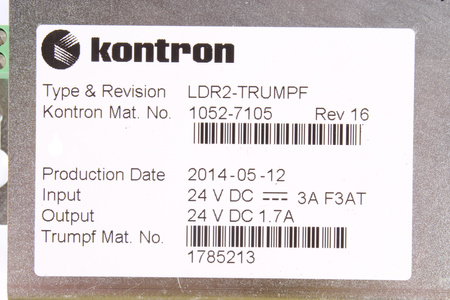 kontron
Type & Revision LDR2-TRUMPF
Kontron Mat. No. 1052-7105 Rev 16
Production Date 2014-05-12
Input 24 V DC ⎓ 3A F3AT
Output 24 V DC 1.7A
Trumpf Mat. No.
1785213